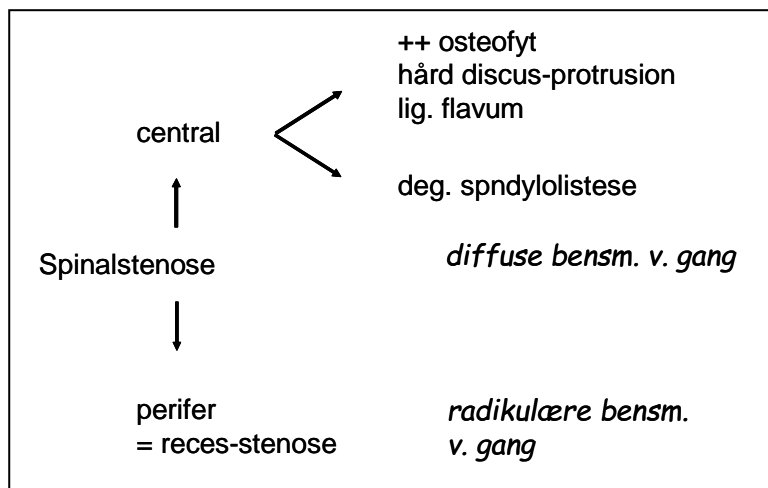 ++ osteofyt
hård discus-protrusion
lig. flavum
central
deg. spndylolistese
Spinalstenose
diffuse bensm. v. gang
perifer
= reces-stenose
radikulære bensm.
v. gang